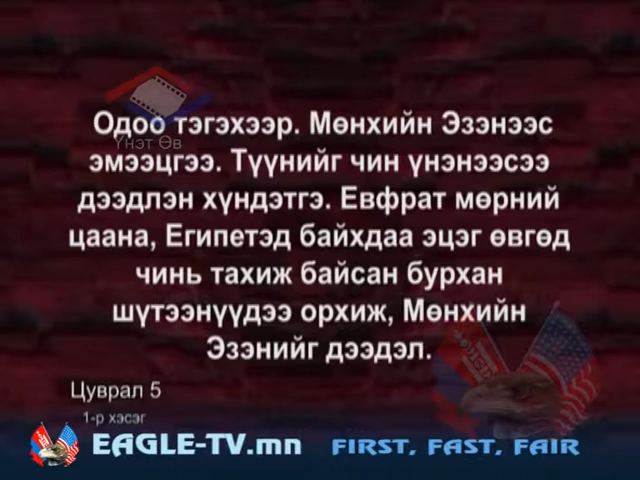 Одоо тэгэхээр. Мөнхийн Эзэнээс
Үнэт Өв
эмээцгээ. Түүнийг чин үнэнээсээ
дээдлэн хүндэтгэ. Евфрат мөрний
цаана, Египетэд байхдаа эцэг өвгөд
чинь тахиж байсан бурхан
шүтээнүүдээ орхиж, Мөнхийн
Эзэнийг дээдэл.
Цуврал 5
1-р хэсэг
EAGLE-TV.mn FIRST, FAST, FAIR